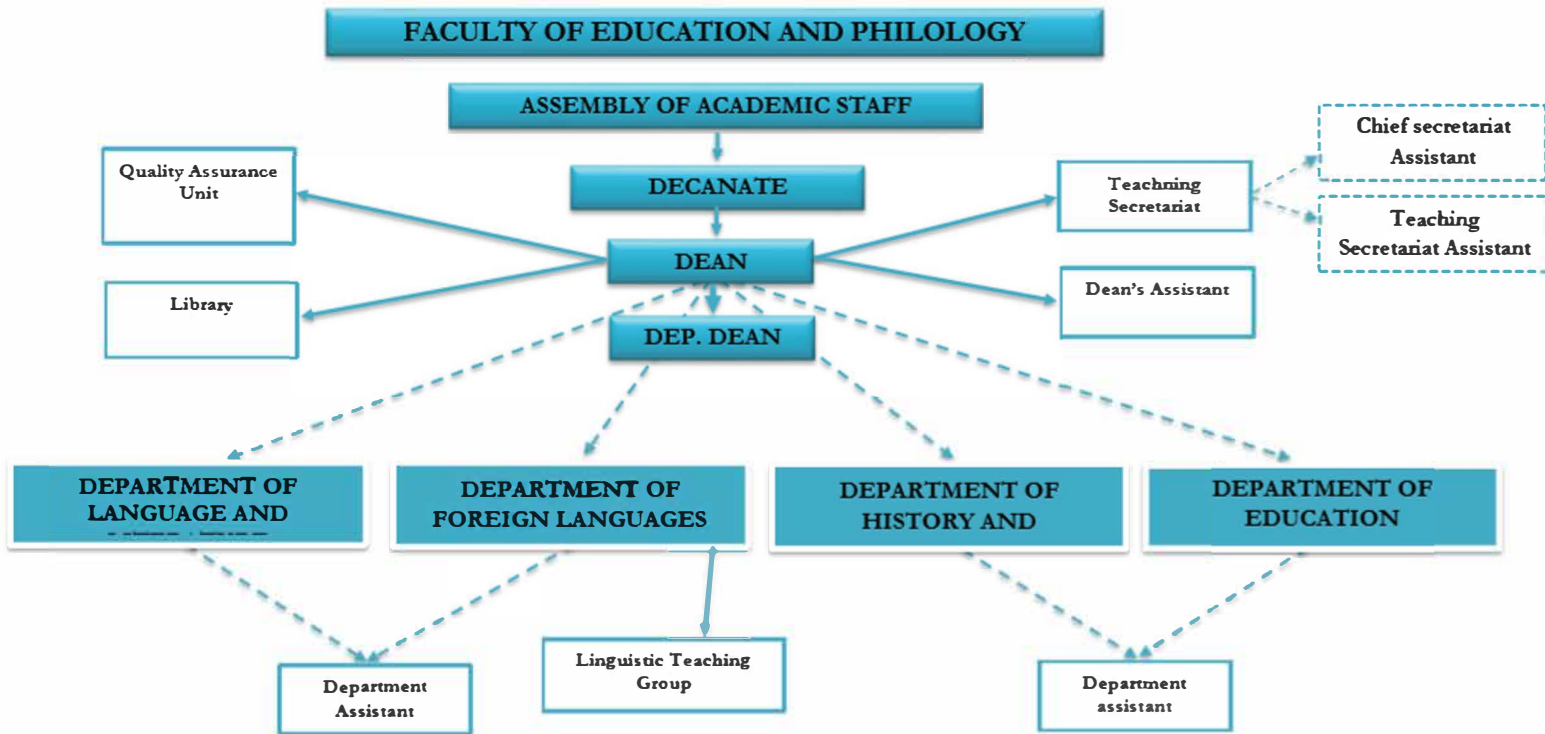 FACULTY OF EDUCATION AND PHILOLOGY
ASSEMBLY OF ACADEMIC STAFF
DECANATE
DEAN
DEP. DEAN
Quality Assurance
Unit
Library
Teachning
Secretariat
Dean's Assistant
Chief secretariat
Assistant
Teaching
Secretariat Assistant
DEPARTMENT OF
LANGUAGE AND
DEPARTMENT OF
FOREIGN LANGUAGES
DEPARTMENT OF
HISTORY AND
DEPARTMENT OF
EDUCATION
Department
Assistant
Linguistic Teaching
Group
Department
assistant